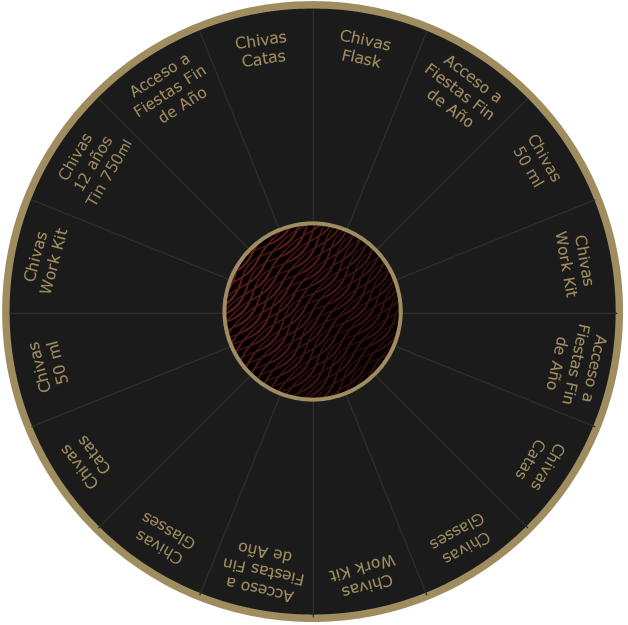 Chivas
Flask
Acceso a
Fiestas Fin
de Año
Chivas
50 ml
Chivas
Work Kit
Acceso a
Fiestas Fin
de Año
Chivas
Catas
Chivas
Glasses
Chivas
Work Kit
Acceso a
Fiestas Fin
de Año
Chivas
Glasses
Chivas
Catas
Chivas
50 ml
Chivas
Work Kit
Chivas
12 años
Tin 750ml
Acceso a
Fiestas Fin
de Año
Chivas
Catas